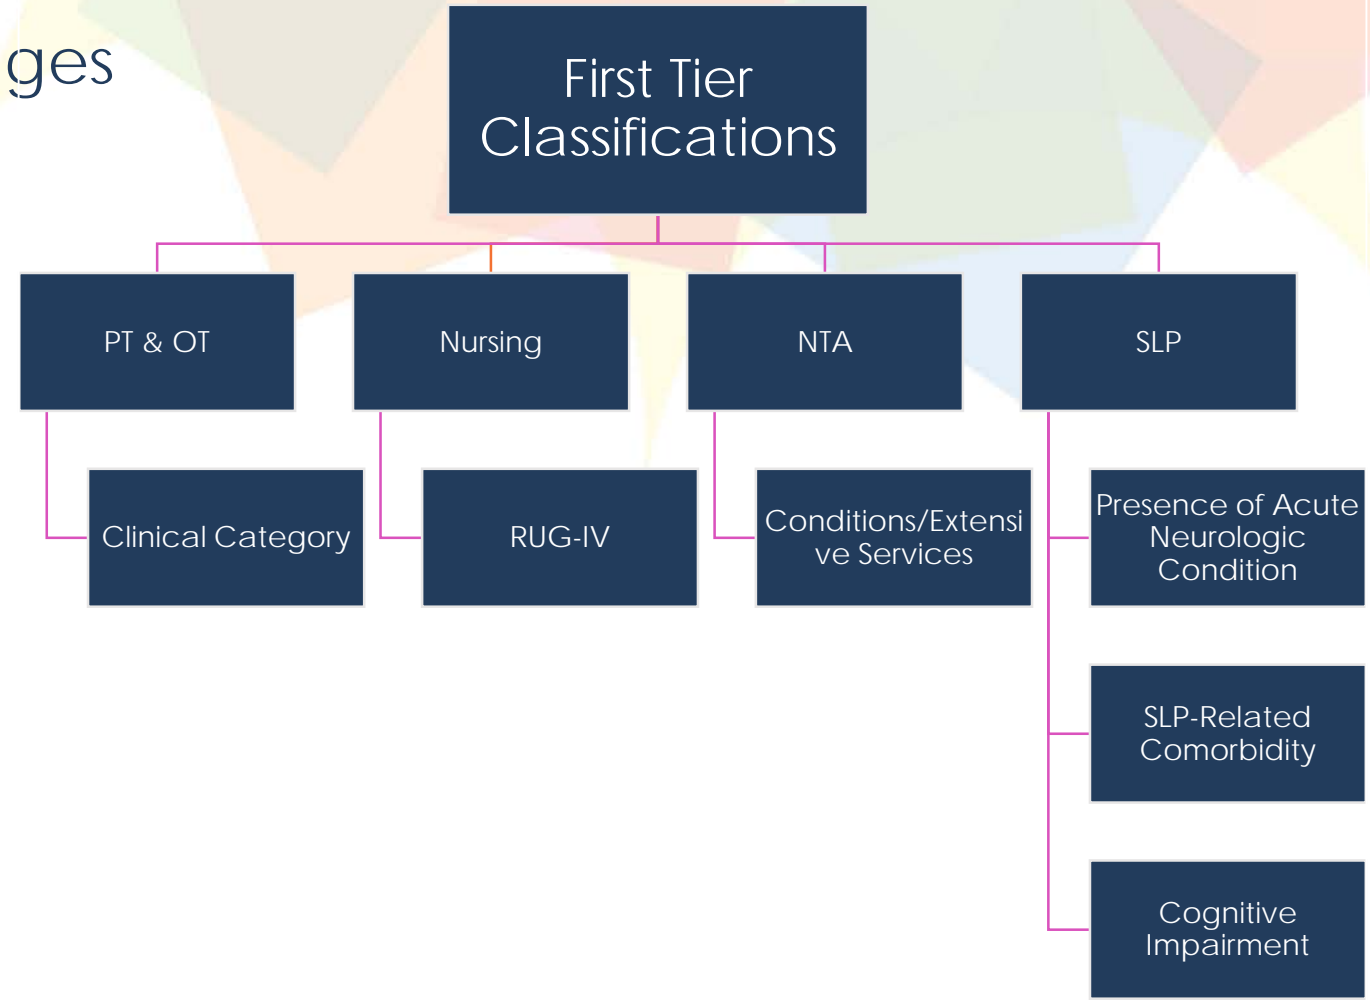 ges
First Tier
Classifications
PT & OT
Nursing
NTA
SLP
Clinical Category
RUG-IV
Conditions/Extensi
ve Services
Presence of Acute
Neurologic
Condition
SLP-Related
Comorbidity
Cognitive
Impairment